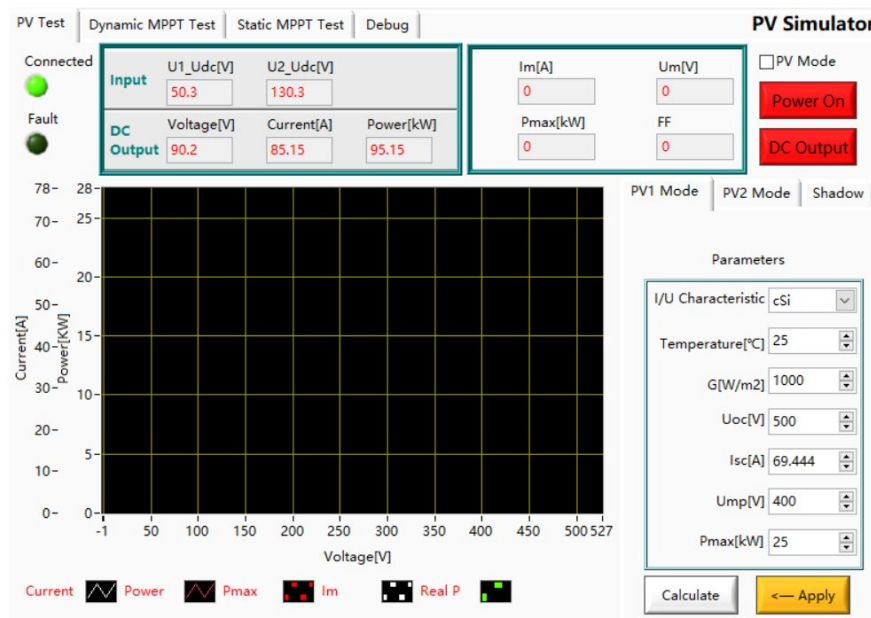 PV Test Dynamic MPPT Test Static MPPT Test Debug PV Simulator
Connected
Fault
Input U1_Udc[V] U2_Udc[V]
50.3 130.3
DC Output Voltage[V] Current[A] Power[kW]
90.2 85.15 95.15
Im[A] Um[V]
0 0
Pmax[kW] FF
0 0
PV Mode
Power On
DC Output
78 28
70 25
60
20
50
15
40
30
10
20
5
10
0 0
Current[A]
Power[KW]
-1 50 100 150 200 250 300 350 400 450 500 527
Voltage[V]
Current Power Pmax Im Real P
PV1 Mode PV2 Mode Shadow
Parameters
I/U Characteristic cSi
Temperature[℃] 25
G[W/m2] 1000
Uoc[V] 500
Isc[A] 69.444
Ump[V] 400
Pmax[kW] 25
Calculate <— Apply